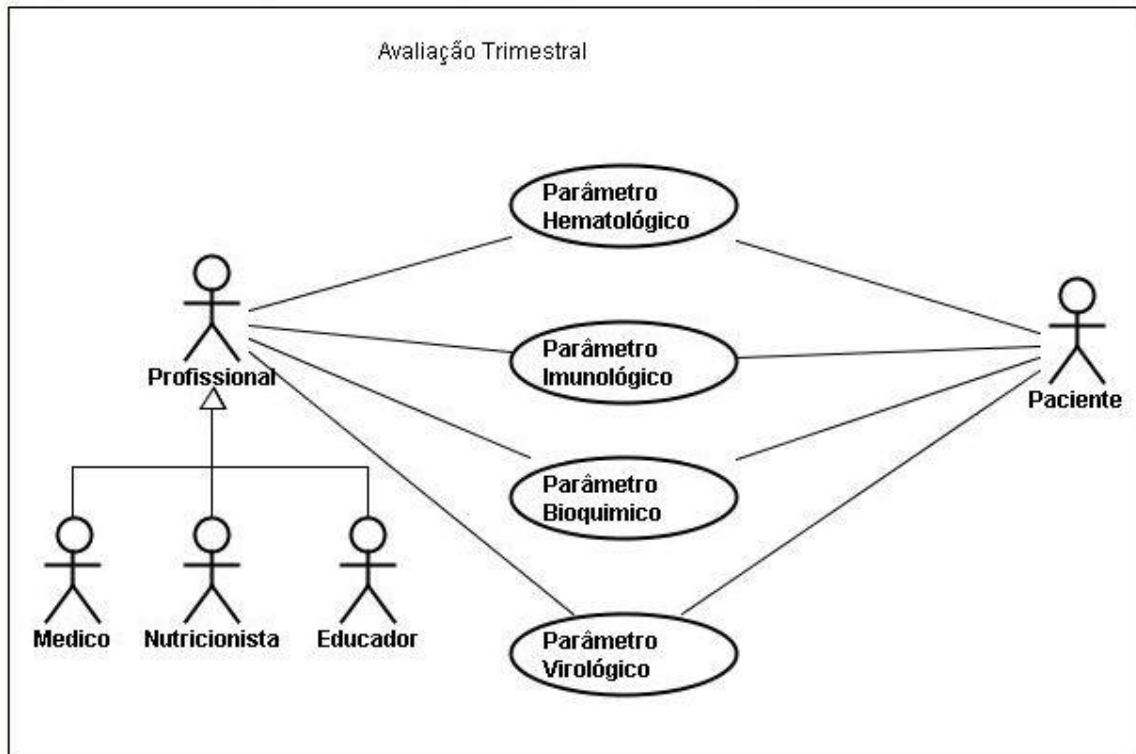 Avaliação Trimestral
Parâmetro
Hematológico
Profissional
Parâmetro
Imunológico
Paciente
Parâmetro
Bioquimico
Medico
Nutricionista
Educador
Parâmetro
Virológico